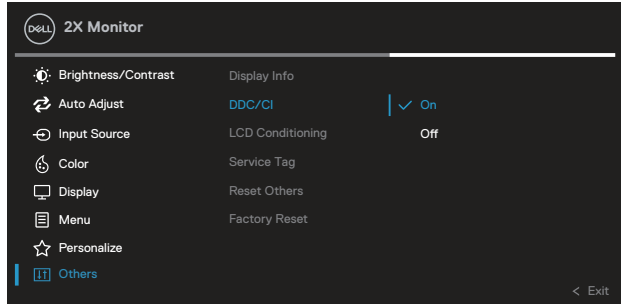 DELL 2X Monitor
Brightness/Contrast Display Info
Auto Adjust DDC/CI On
Input Source LCD Conditioning Off
Color Service Tag
Display Reset Others
Menu Factory Reset
Personalize
Others
< Exit